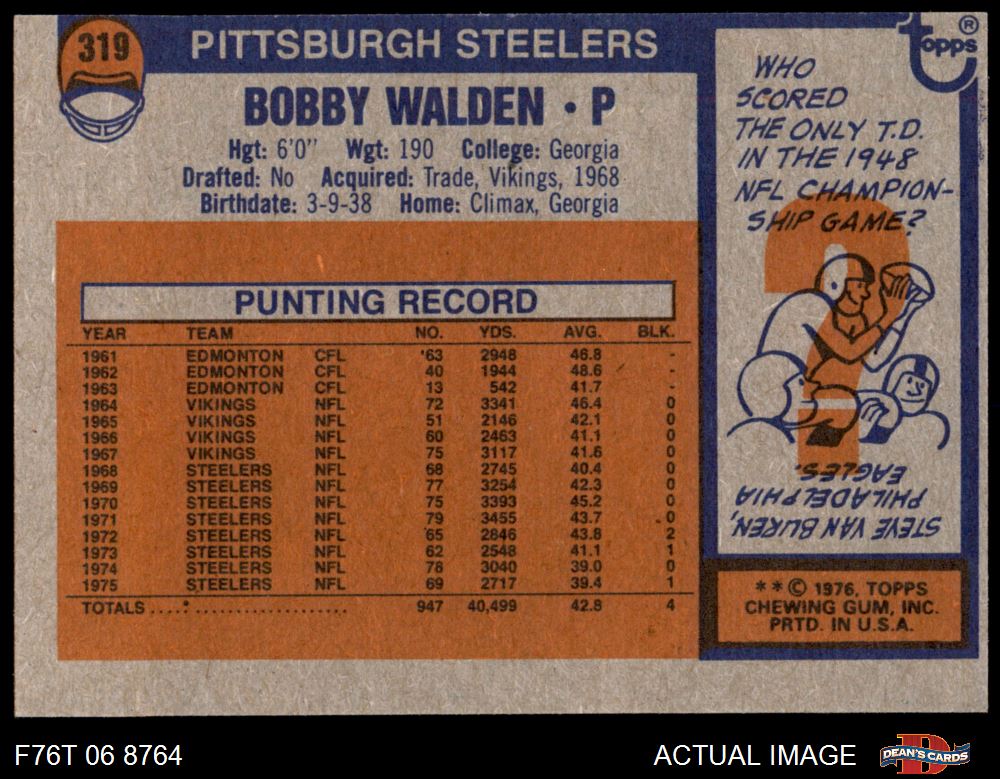 319
PITTSBURGH STEELERS
BOBBY WALDEN • P
Hgt: 6'0" Wgt: 190 College: Georgia
Drafted: No Acquired: Trade, Vikings, 1968
Birthdate: 3-9-38 Home: Climax, Georgia
PUNTING RECORD
YEAR TEAM NO. YDS. AVG. BLK.
1961 EDMONTON CFL '63 2948 46.8 -
1962 EDMONTON CFL 40 1944 48.6 -
1963 EDMONTON CFL 13 542 41.7 -
1964 VIKINGS NFL 72 3341 46.4 0
1965 VIKINGS NFL 51 2146 42.1 0
1966 VIKINGS NFL 60 2463 41.1 0
1967 VIKINGS NFL 75 3117 41.6 0
1968 STEELERS NFL 68 2745 40.4 0
1969 STEELERS NFL 77 3254 42.3 0
1970 STEELERS NFL 75 3393 45.2 0
1971 STEELERS NFL 79 3455 43.7 0
1972 STEELERS NFL 65 2846 43.8 2
1973 STEELERS NFL 62 2548 41.1 1
1974 STEELERS NFL 78 3040 39.0 0
1975 STEELERS NFL 69 2717 39.4 1
TOTALS 947 40,499 42.8 4
Topps ®
WHO
SCORED
THE ONLY T.D.
IN THE 1948
NFL CHAMPION-
SHIP GAME?
?
STEVE VAN BUREN,
PHILADELPHIA
EAGLES.
** © 1976, TOPPS
CHEWING GUM, INC.
PRTD. IN U.S.A.
F76T 06 8764
ACTUAL IMAGE
DEAN'S CARDS